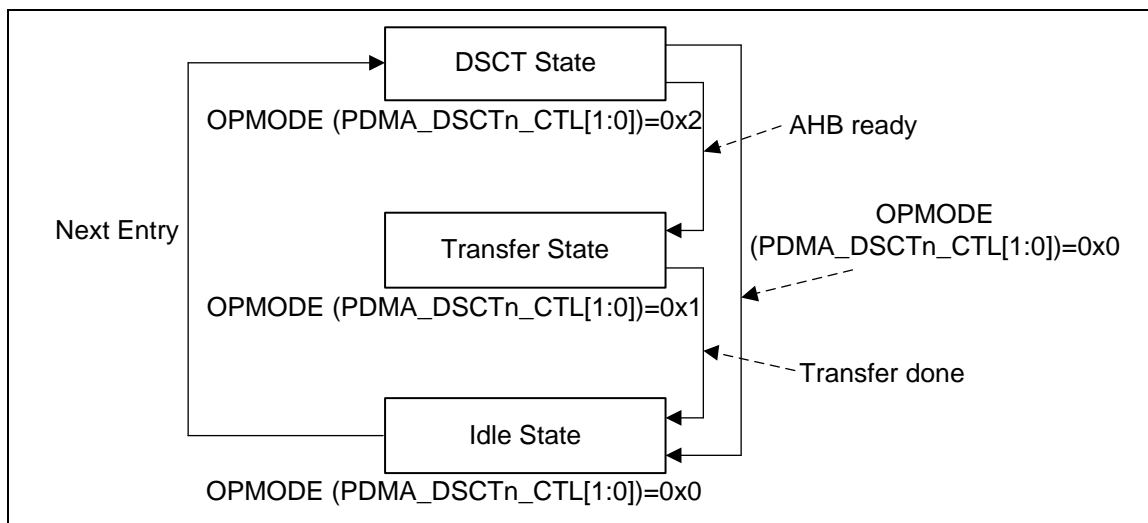 DSCT State
OPMODE (PDMA_DSCTn_CTL[1:0])=0x2
AHB ready
Next Entry
OPMODE
(PDMA_DSCTn_CTL[1:0])=0x0
Transfer State
OPMODE (PDMA_DSCTn_CTL[1:0])=0x1
Transfer done
Idle State
OPMODE (PDMA_DSCTn_CTL[1:0])=0x0